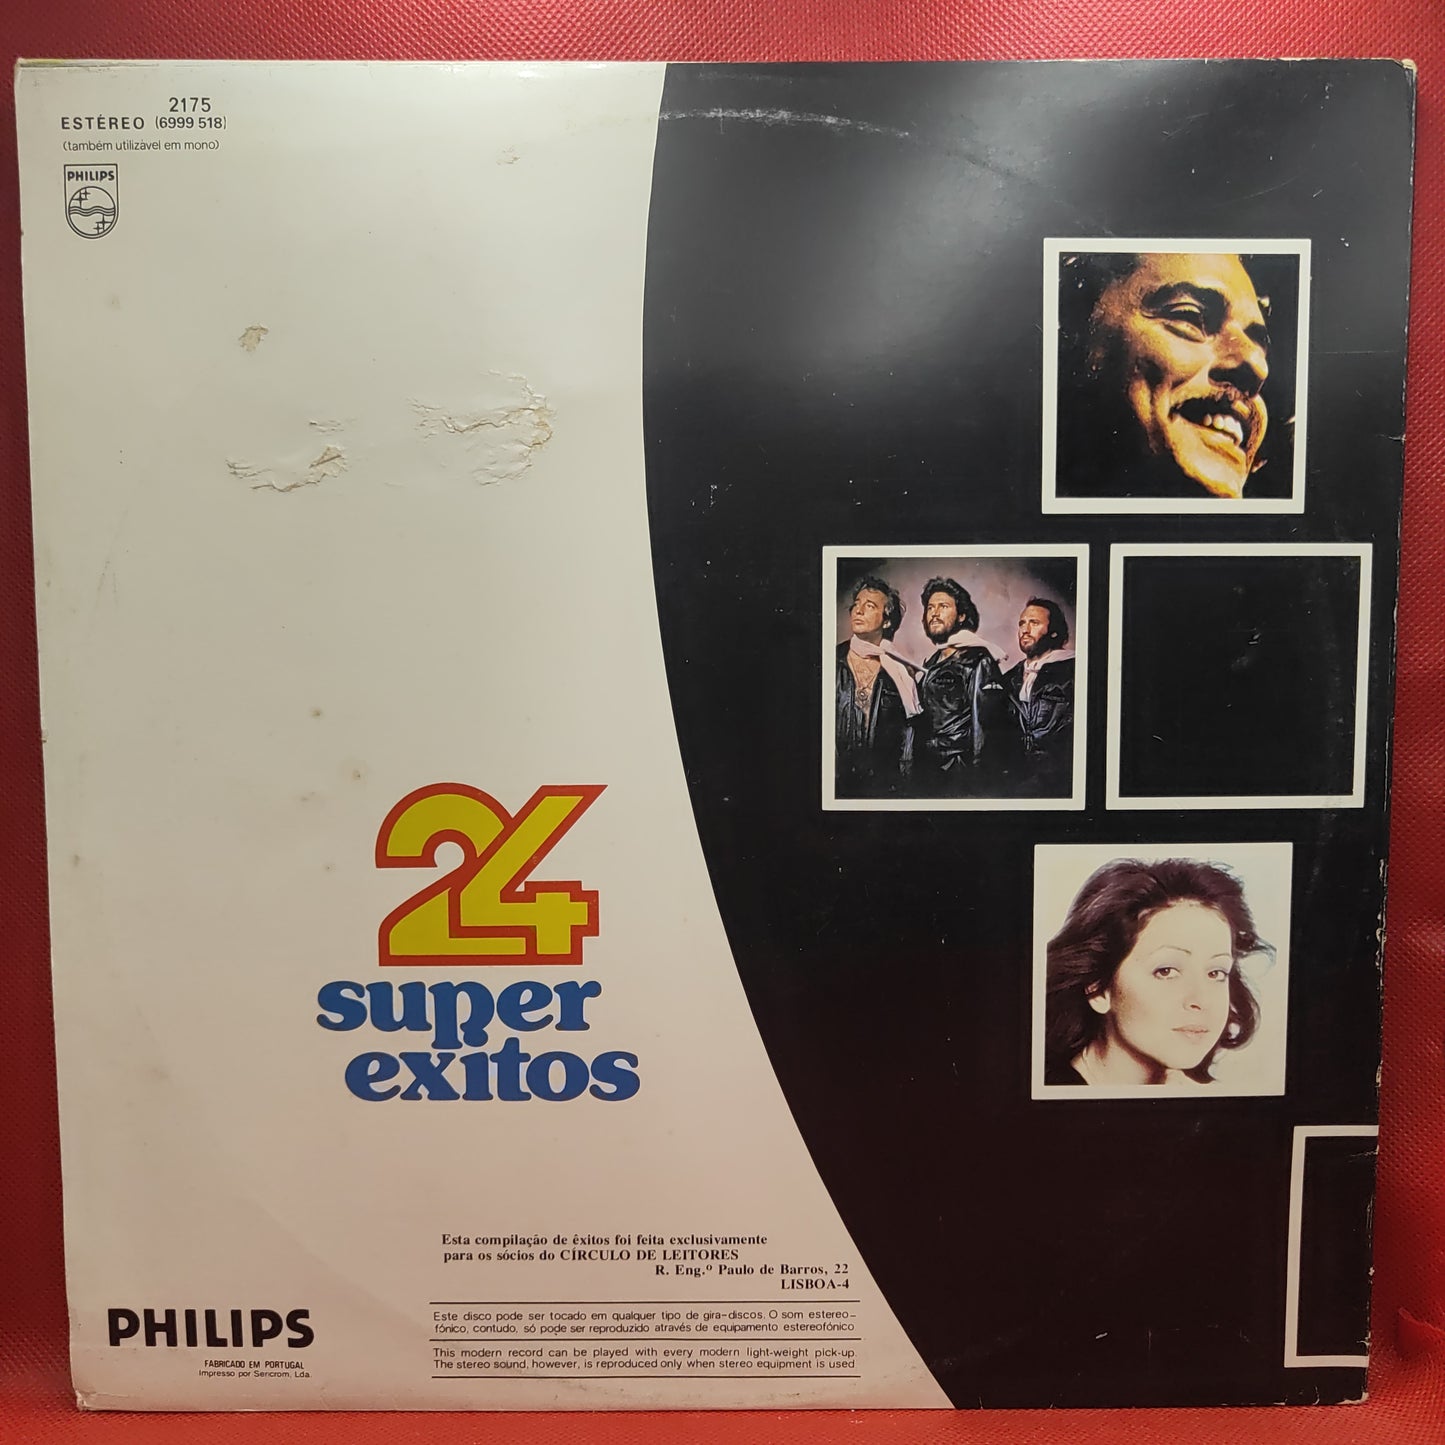 2175
ESTÉREO (6999 518)
(também utilizável em mono)
PHILIPS
24
super
exitos
Esta compilação de êxitos foi feita exclusivamente
para os sócios do CÍRCULO DE LEITORES
R. Eng.º Paulo de Barros, 22
LISBOA-4
Este disco pode ser tocado em qualquer tipo de gira-discos. O som estereo-
fónico, contudo, só pode ser reproduzido através de equipamento estereofónico
This modern record can be played with every modern light-weight pick-up.
The stereo sound, however, is reproduced only when stereo equipment is used
PHILIPS
FABRICADO EM PORTUGAL
Impresso por Sericrom, Lda.